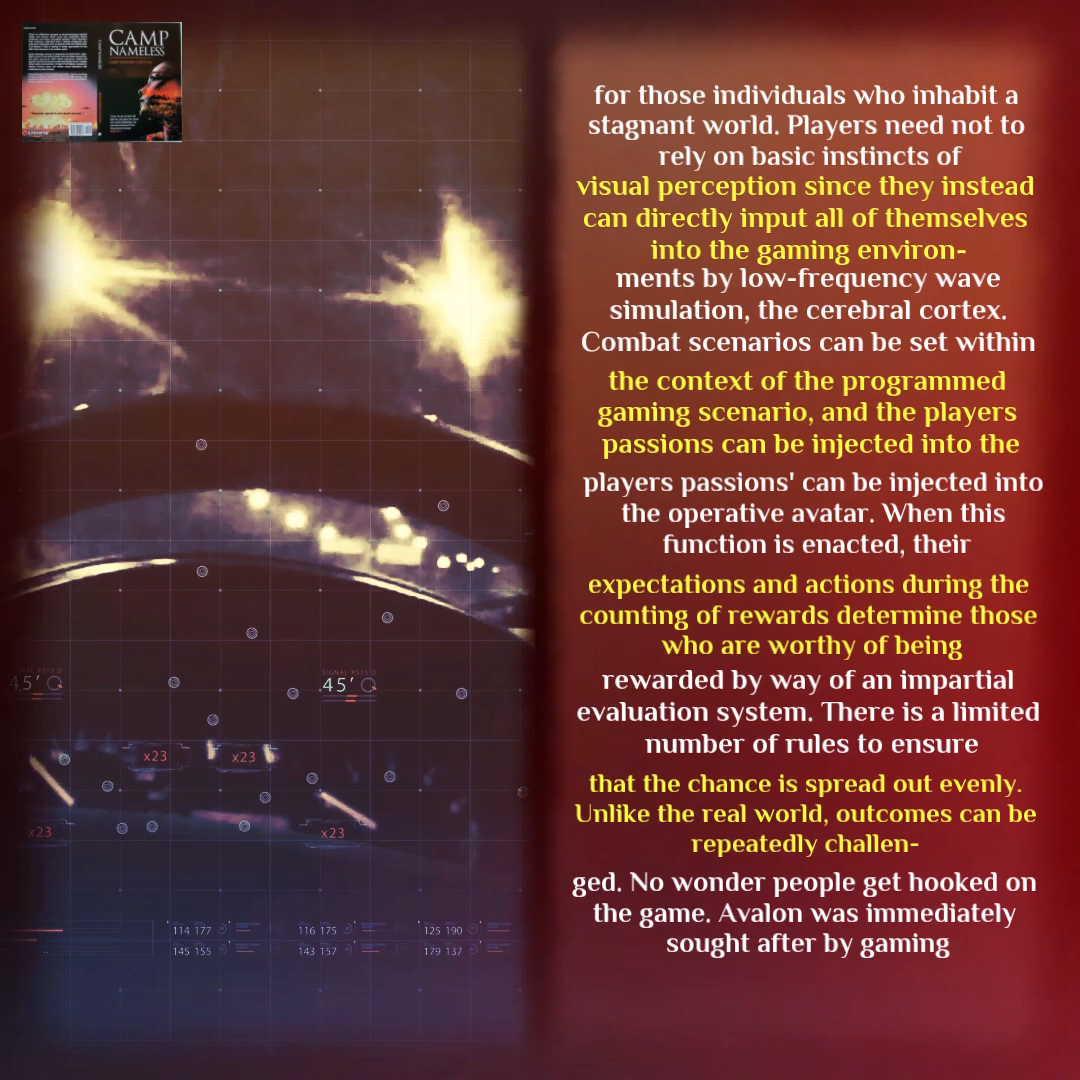 CAMP
NAMELESS
for those individuals who inhabit a
stagnant world. Players need not to
rely on basic instincts of
visual perception since they instead
can directly input all of themselves
into the gaming environ-
ments by low-frequency wave
simulation, the cerebral cortex.
Combat scenarios can be set within
the context of the programmed
gaming scenario, and the players
passions can be injected into the
players passions' can be injected into
the operative avatar. When this
function is enacted, their
expectations and actions during the
counting of rewards determine those
who are worthy of being
rewarded by way of an impartial
evaluation system. There is a limited
number of rules to ensure
that the chance is spread out evenly.
Unlike the real world, outcomes can be
repeatedly challen-
ged. No wonder people get hooked on
the game. Avalon was immediately
sought after by gaming
45'
45'
x23
x23
x23
x23
114 177
116 175
125 190
145 155
143 157
179 137